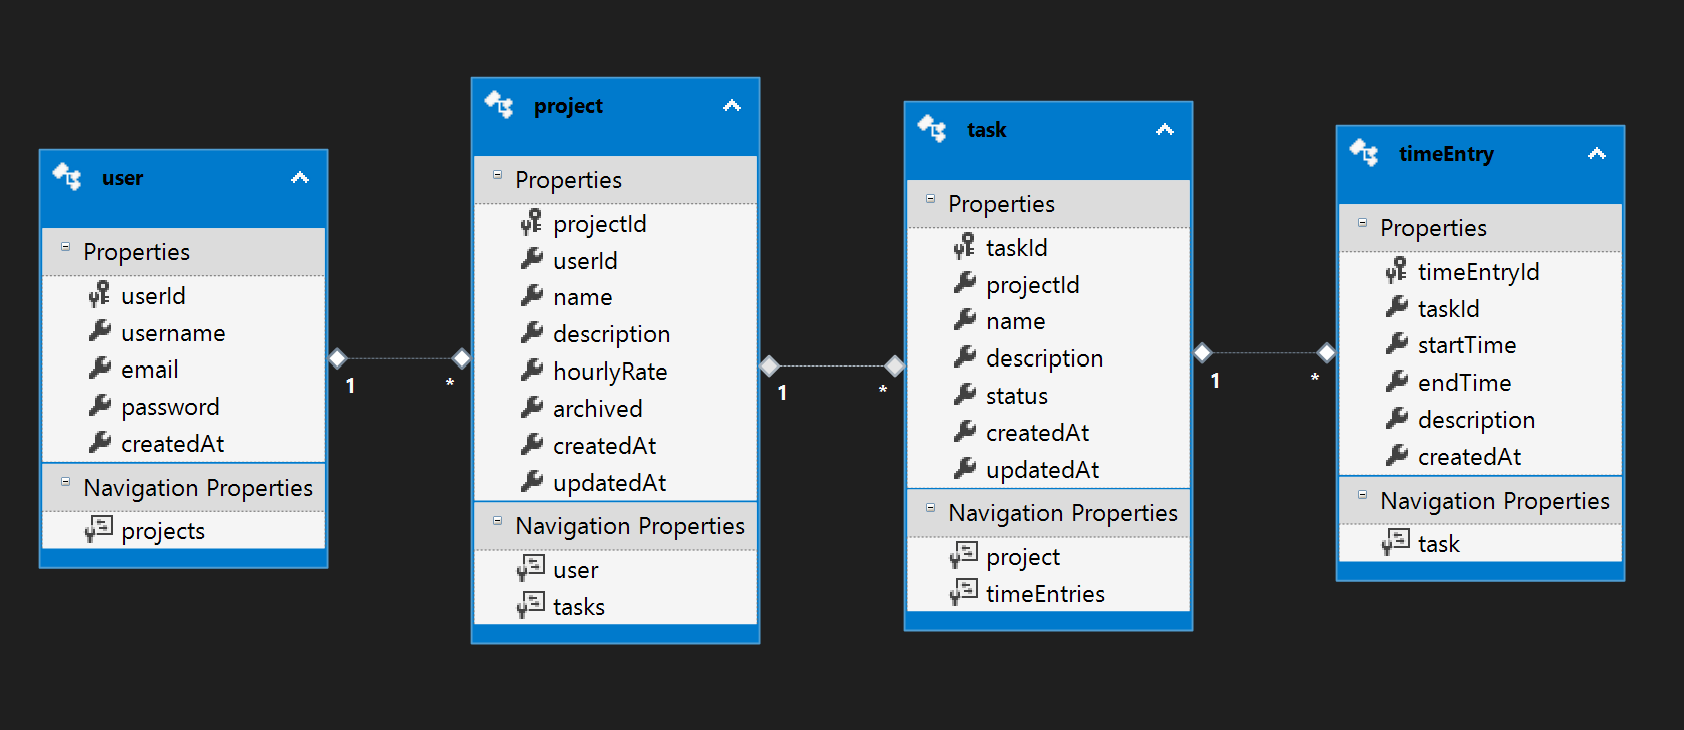 user
Properties
userId
username
email
password
createdAt
Navigation Properties
projects
1
*
project
Properties
projectId
userId
name
description
hourlyRate
archived
createdAt
updatedAt
Navigation Properties
user
tasks
1
*
task
Properties
taskId
projectId
name
description
status
createdAt
updatedAt
Navigation Properties
project
timeEntries
1
*
timeEntry
Properties
timeEntryId
taskId
startTime
endTime
description
createdAt
Navigation Properties
task